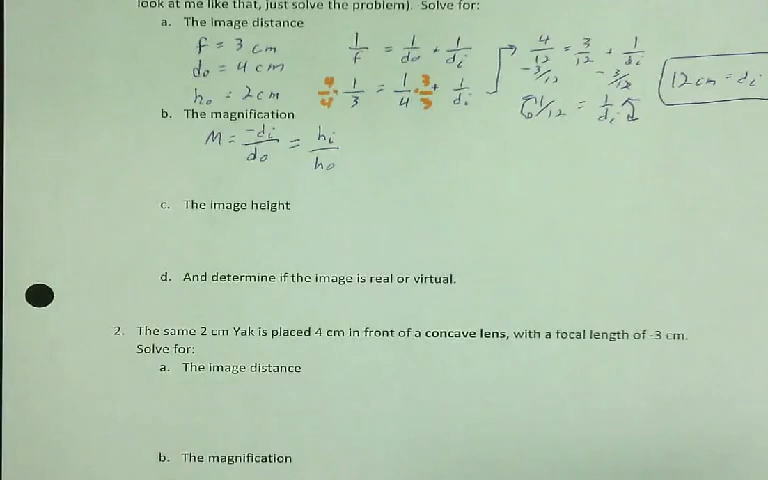 look at me like that, just solve the problem). Solve for:
a. The image distance
f = 3 cm
do = 4 cm
ho = 2cm
1/f = 1/do + 1/di
4/4 · 1/3 = 1/4 · 3/3 + 1/di
4/12 = 3/12 + 1/di
-3/12 -3/12
1/12 = 1/di
12cm = di
b. The magnification
M = -di/do = hi/ho
c. The image height
d. And determine if the image is real or virtual.
2. The same 2 cm Yak is placed 4 cm in front of a concave lens, with a focal length of -3 cm.
Solve for:
a. The image distance
b. The magnification